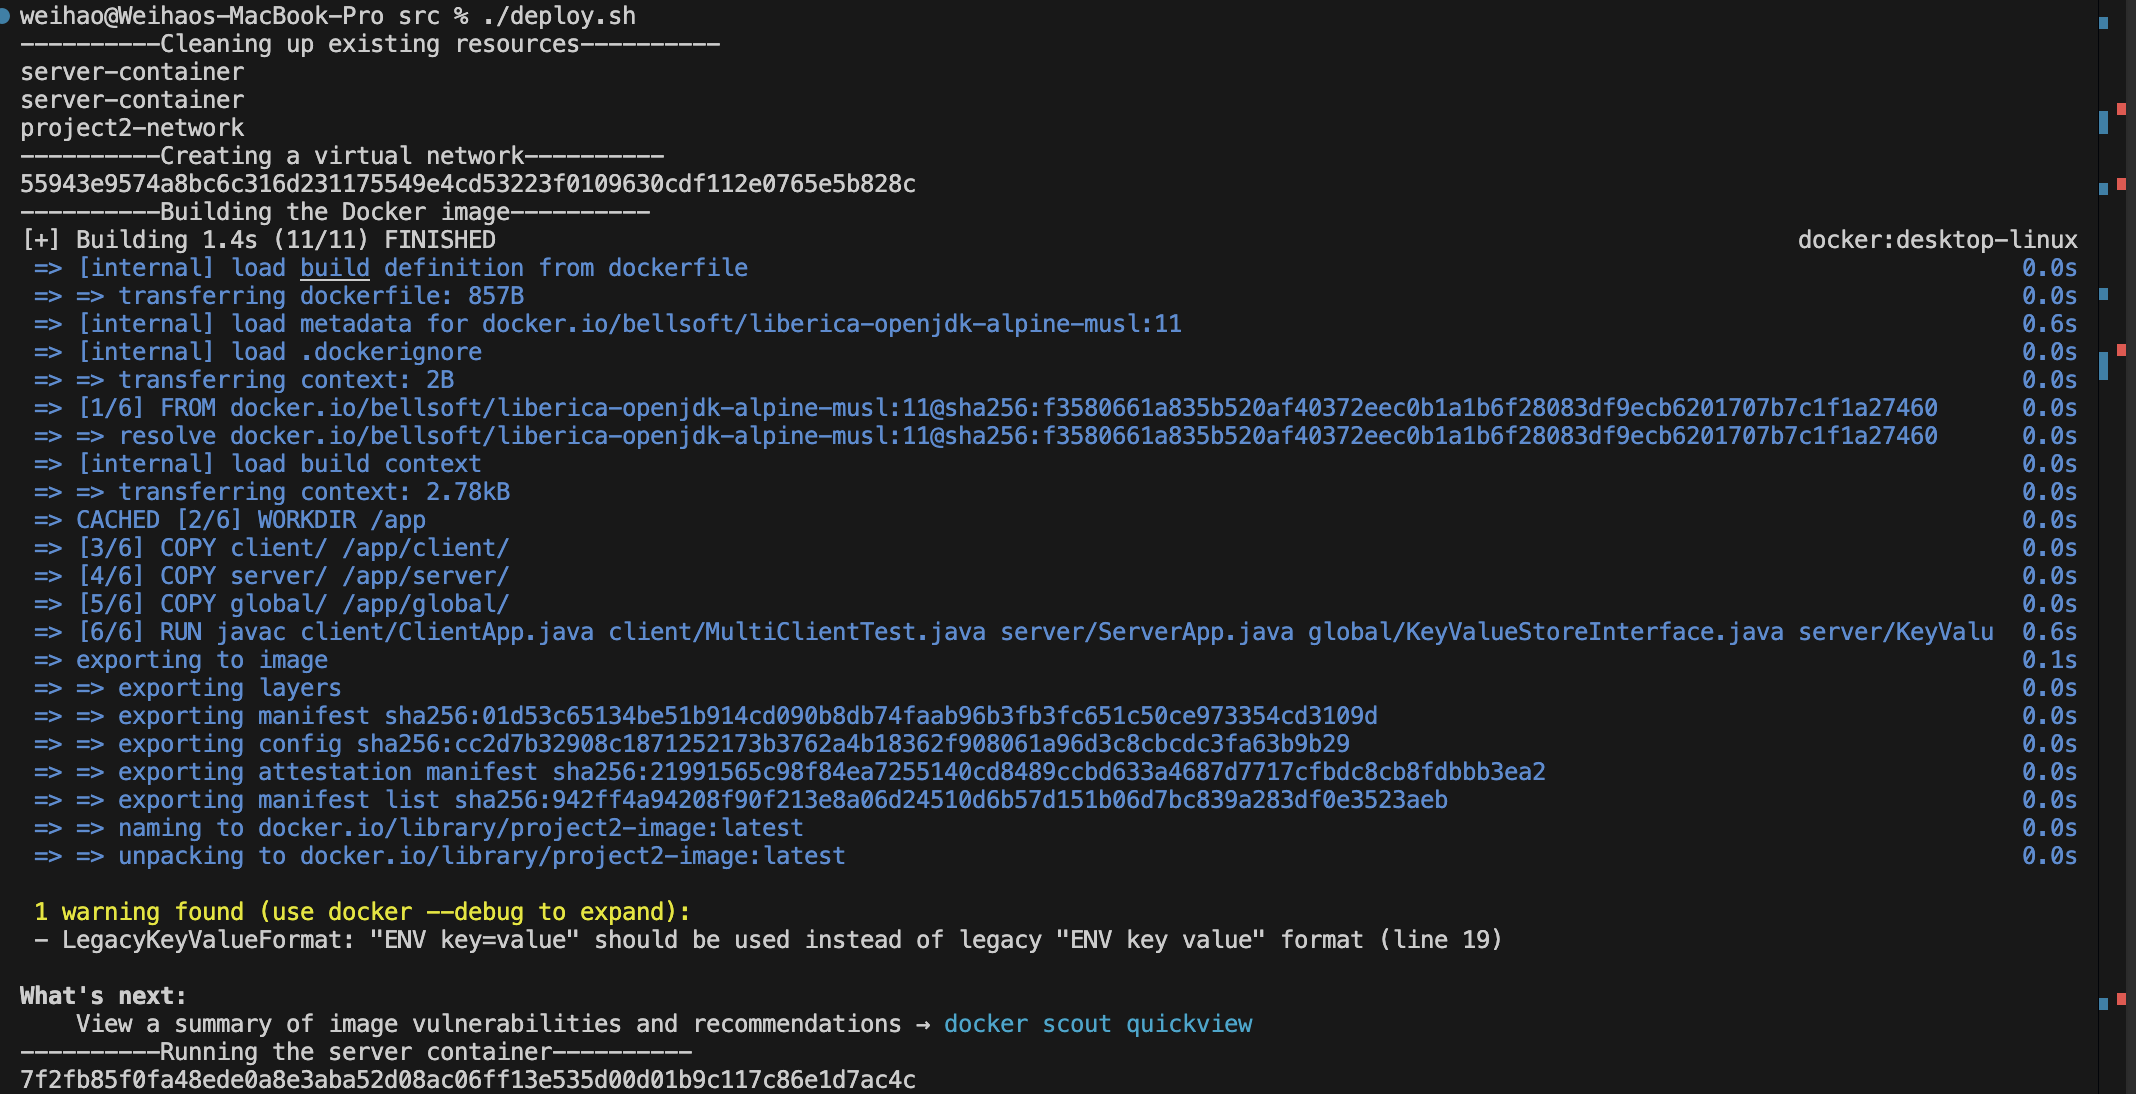 weihao@Weihaos-MacBook-Pro src % ./deploy.sh
----------Cleaning up existing resources----------
server-container
server-container
project2-network
----------Creating a virtual network----------
55943e9574a8bc6c316d231175549e4cd53223f0109630cdf112e0765e5b828c
----------Building the Docker image----------
[+] Building 1.4s (11/11) FINISHED docker:desktop-linux
=> [internal] load build definition from dockerfile 0.0s
=> => transferring dockerfile: 857B 0.0s
=> [internal] load metadata for docker.io/bellsoft/liberica-openjdk-alpine-musl:11 0.6s
=> [internal] load .dockerignore 0.0s
=> => transferring context: 2B 0.0s
=> [1/6] FROM docker.io/bellsoft/liberica-openjdk-alpine-musl:11@sha256:f3580661a835b520af40372eec0b1a1b6f28083df9ecb6201707b7c1f1a27460 0.0s
=> => resolve docker.io/bellsoft/liberica-openjdk-alpine-musl:11@sha256:f3580661a835b520af40372eec0b1a1b6f28083df9ecb6201707b7c1f1a27460 0.0s
=> [internal] load build context 0.0s
=> => transferring context: 2.78kB 0.0s
=> CACHED [2/6] WORKDIR /app 0.0s
=> [3/6] COPY client/ /app/client/ 0.0s
=> [4/6] COPY server/ /app/server/ 0.0s
=> [5/6] COPY global/ /app/global/ 0.0s
=> [6/6] RUN javac client/ClientApp.java client/MultiClientTest.java server/ServerApp.java global/KeyValueStoreInterface.java server/KeyValu 0.6s
=> exporting to image 0.1s
=> => exporting layers 0.0s
=> => exporting manifest sha256:01d53c65134be51b914cd090b8db74faab96b3fb3fc651c50ce973354cd3109d 0.0s
=> => exporting config sha256:cc2d7b32908c1871252173b3762a4b18362f908061a96d3c8cbcdc3fa63b9b29 0.0s
=> => exporting attestation manifest sha256:21991565c98f84ea7255140cd8489ccbd633a4687d7717cfbdc8cb8fdbbb3ea2 0.0s
=> => exporting manifest list sha256:942ff4a94208f90f213e8a06d24510d6b57d151b06d7bc839a283df0e3523aeb 0.0s
=> => naming to docker.io/library/project2-image:latest 0.0s
=> => unpacking to docker.io/library/project2-image:latest 0.0s
1 warning found (use docker --debug to expand):
- LegacyKeyValueFormat: "ENV key=value" should be used instead of legacy "ENV key value" format (line 19)
What's next:
View a summary of image vulnerabilities and recommendations → docker scout quickview
----------Running the server container----------
7f2fb85f0fa48ede0a8e3aba52d08ac06ff13e535d00d01b9c117c86e1d7ac4c